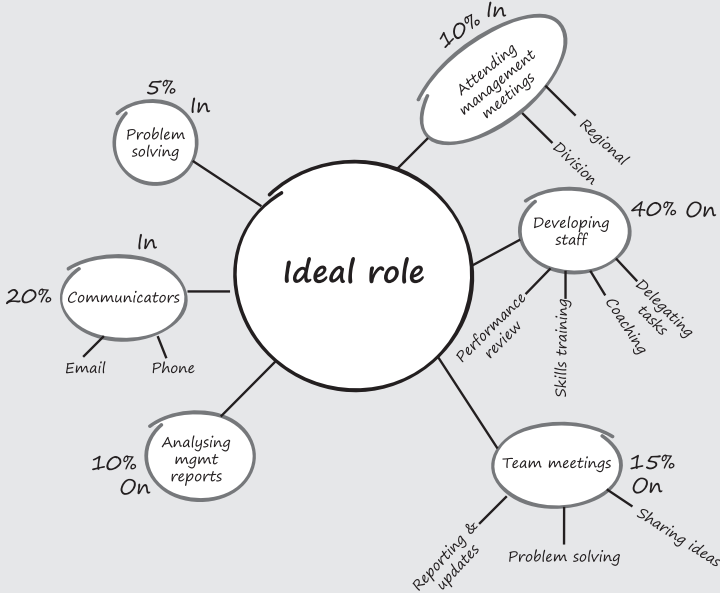 Ideal role
10% In
Attending
management
meetings
Regional
Division
5%
In
Problem
solving
40% On
Developing
staff
Performance
review
Skills training
Coaching
Delegating
tasks
In
20%
Communicators
Email
Phone
10%
On
Analysing
mgmt
reports
Team meetings
15%
On
Reporting &
updates
Problem solving
Sharing ideas